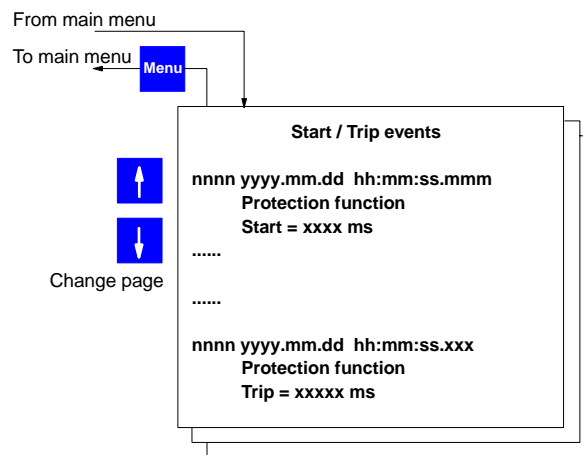 From main menu
To main menu
Menu
Start / Trip events
nnnn yyyy.mm.dd hh:mm:ss.mmm
Protection function
Start = xxxx ms
......
Change page
......
nnnn yyyy.mm.dd hh:mm:ss.xxx
Protection function
Trip = xxxxx ms